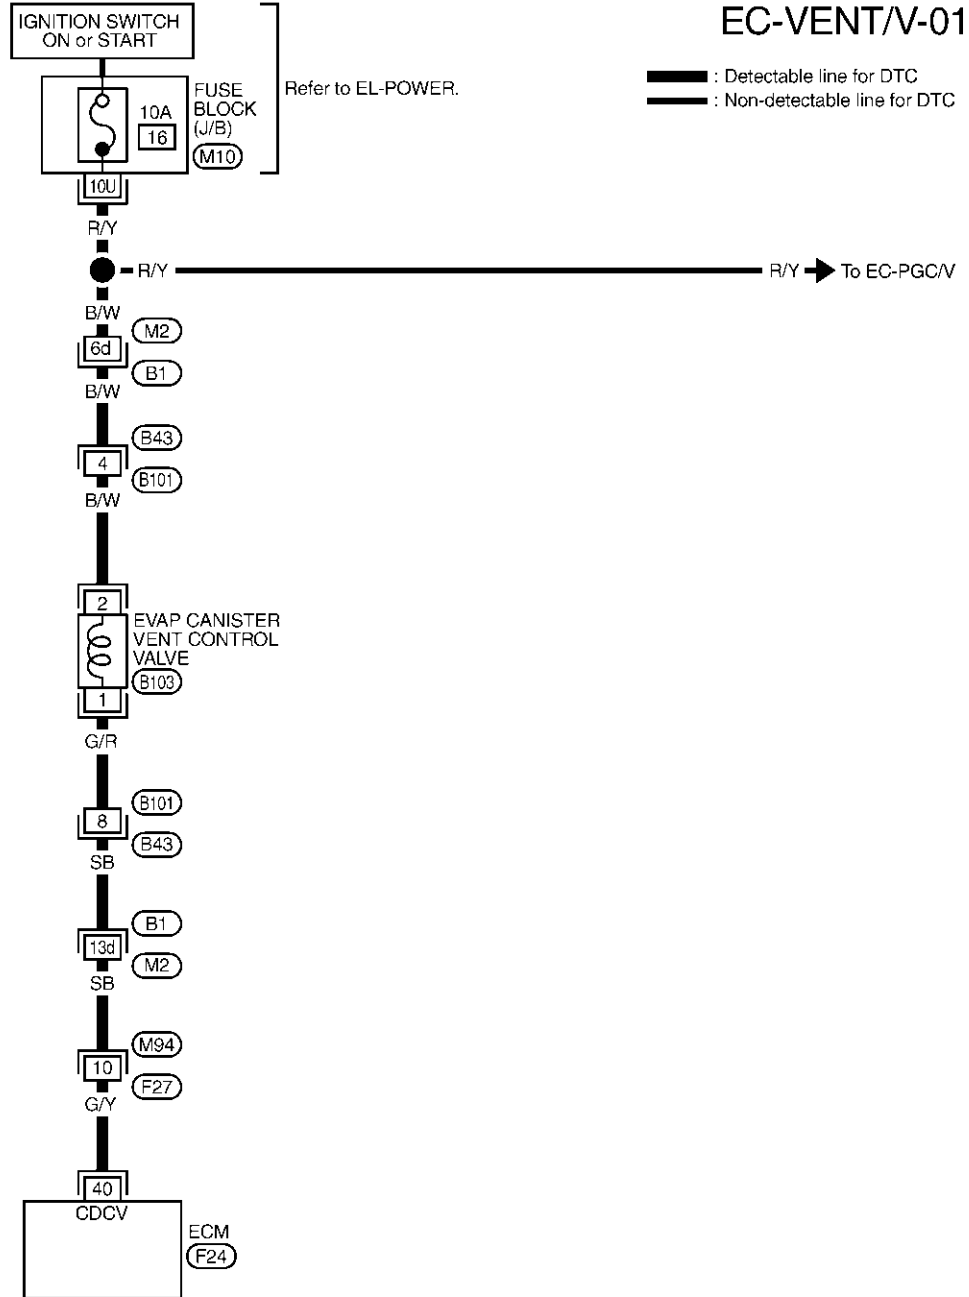 EC-VENT/V-01
IGNITION SWITCH
ON or START
: Detectable line for DTC
: Non-detectable line for DTC
Refer to EL-POWER.
FUSE
BLOCK
(J/B)
M10
10A
16
10U
R/Y
R/Y
R/Y
To EC-PGC/V
B/W
M2
6d
B1
B/W
B43
4
B101
B/W
2
EVAP CANISTER
VENT CONTROL
VALVE
B103
1
G/R
B101
8
B43
SB
B1
13d
M2
SB
M94
10
F27
G/Y
40
CDCV
ECM
F24